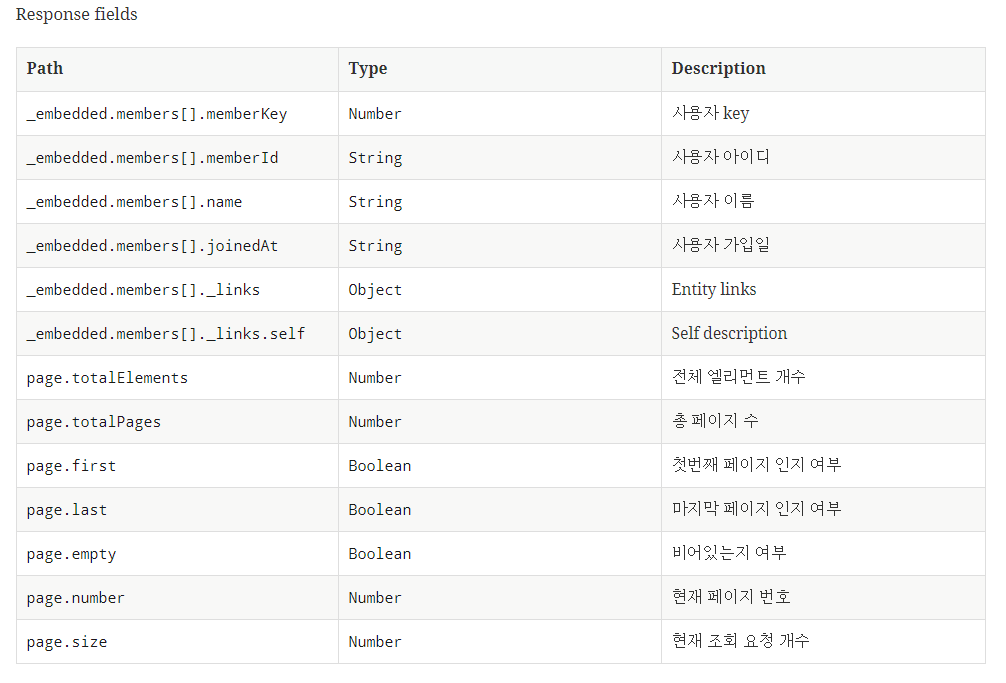 Response fields
Path Type Description
_embedded.members[].memberKey Number 사용자 key
_embedded.members[].memberId String 사용자 아이디
_embedded.members[].name String 사용자 이름
_embedded.members[].joinedAt String 사용자 가입일
_embedded.members[]._links Object Entity links
_embedded.members[]._links.self Object Self description
page.totalElements Number 전체 엘리먼트 개수
page.totalPages Number 총 페이지 수
page.first Boolean 첫번째 페이지 인지 여부
page.last Boolean 마지막 페이지 인지 여부
page.empty Boolean 비어있는지 여부
page.number Number 현재 페이지 번호
page.size Number 현재 조회 요청 개수